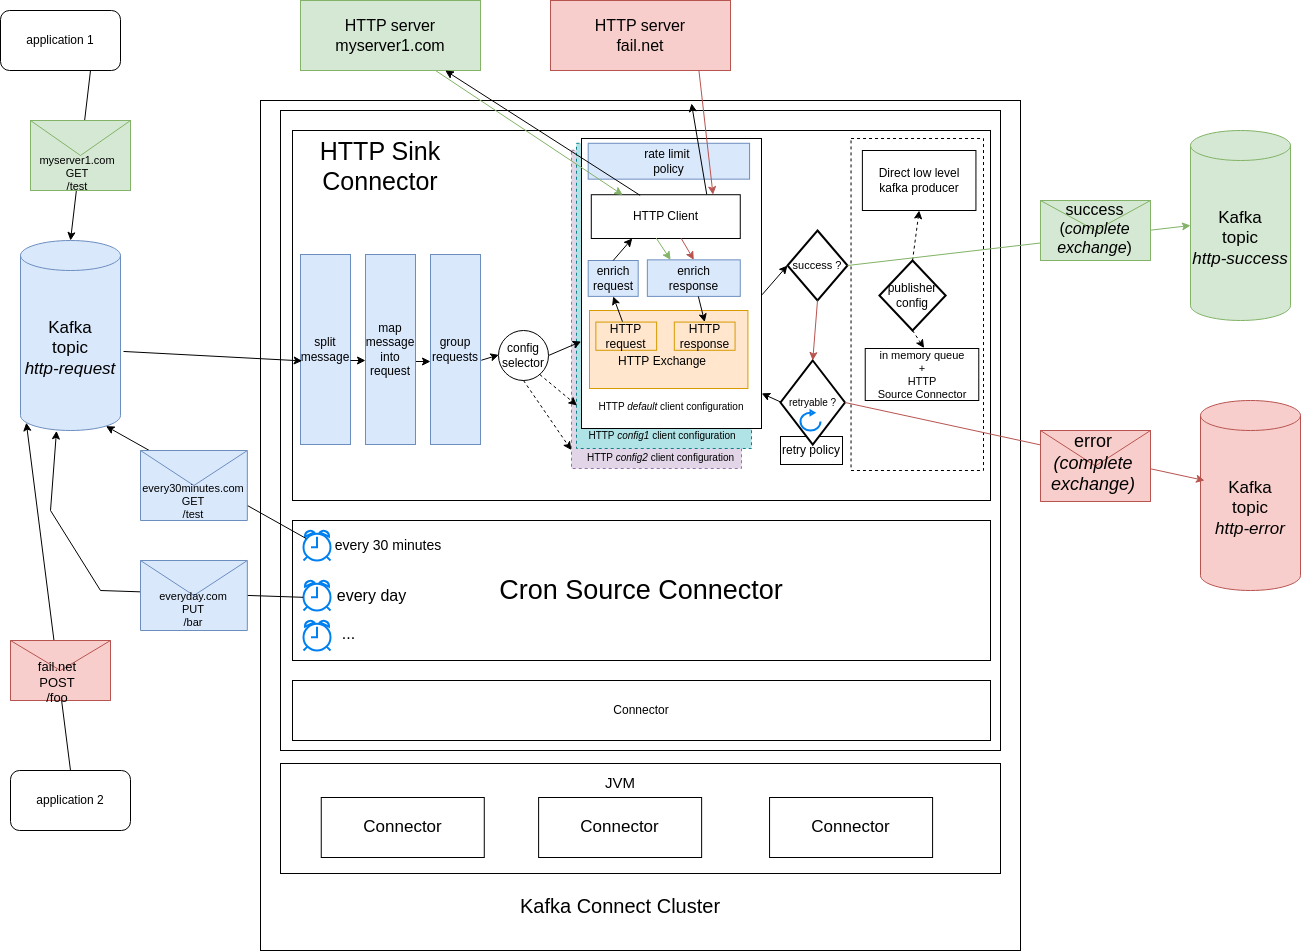 application 1
HTTP server
myserver1.com
HTTP server
fail.net
myserver1.com
GET
/test
HTTP Sink
Connector
rate limit
policy
HTTP Client
enrich
request
enrich
response
HTTP
request
HTTP
response
HTTP Exchange
HTTP default client configuration
HTTP config1 client configuration
HTTP config2 client configuration
Direct low level
kafka producer
success ?
publisher
config
in memory queue
+
HTTP
Source Connector
retryable ?
retry policy
success
(complete
exchange)
Kafka
topic
http-success
Kafka
topic
http-request
split
message
map
message
into
request
group
requests
config
selector
error
(complete
exchange)
Kafka
topic
http-error
every30minutes.com
GET
/test
every 30 minutes
Cron Source Connector
everyday.com
PUT
/bar
every day
...
fail.net
POST
/foo
Connector
application 2
JVM
Connector
Connector
Connector
Kafka Connect Cluster